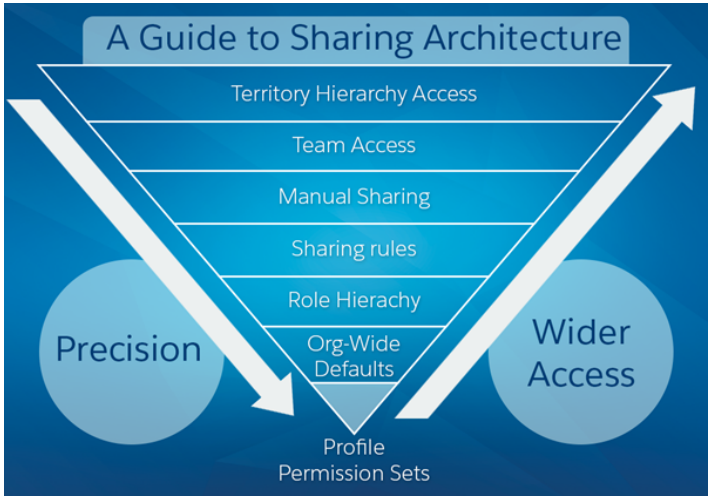 A Guide to Sharing Architecture
Territory Hierarchy Access
Team Access
Manual Sharing
Sharing rules
Role Hierachy
Org-Wide
Defaults
Precision
Wider
Access
Profile
Permission Sets